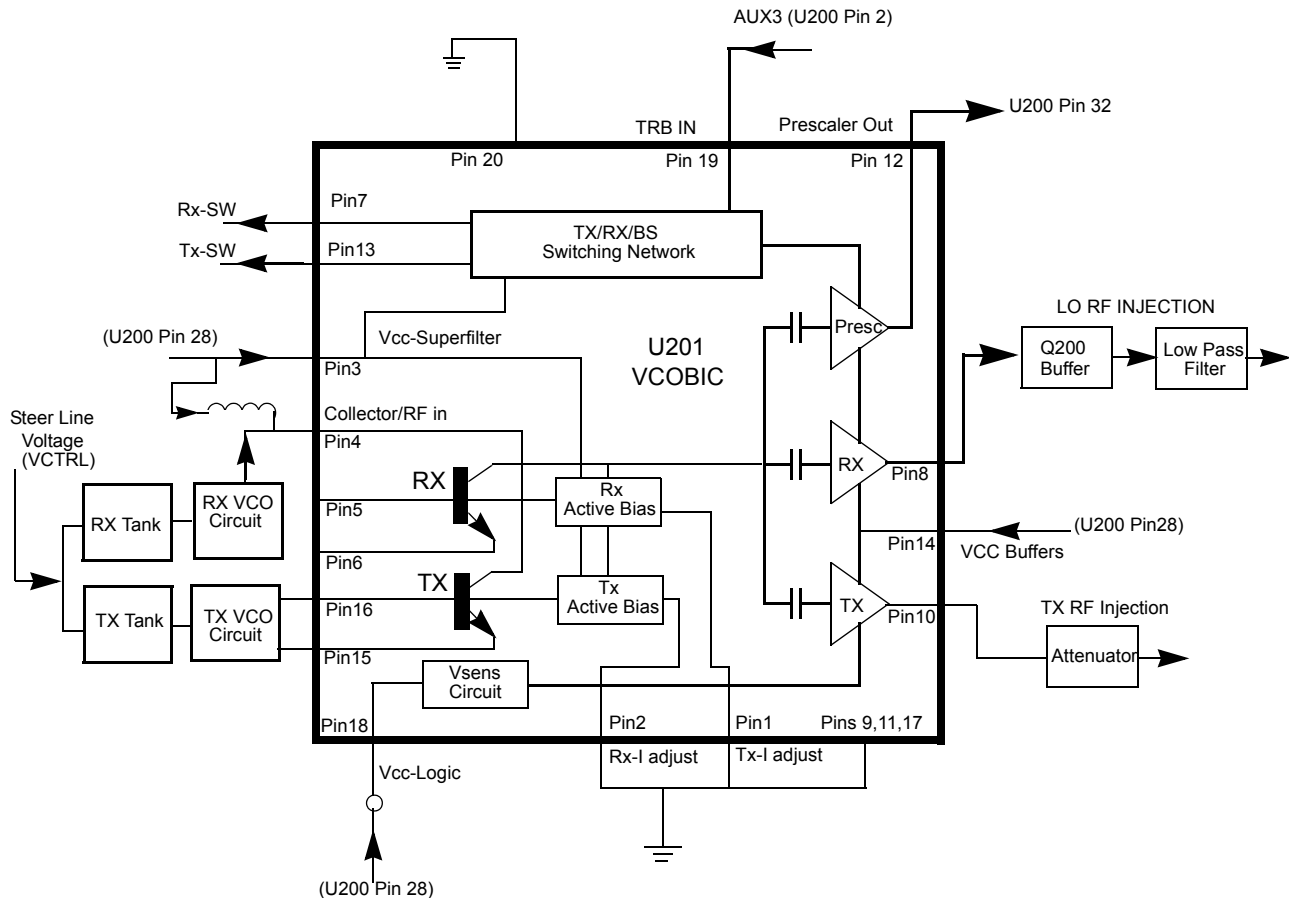 AUX3 (U200 Pin 2)
U200 Pin 32
TRB IN
Prescaler Out
Pin 20
Pin 19
Pin 12
Rx-SW
Pin7
Tx-SW
Pin13
TX/RX/BS
Switching Network
(U200 Pin 28)
Vcc-Superfilter
Pin3
U201
VCOBIC
Presc
LO RF INJECTION
Q200
Buffer
Low Pass
Filter
Steer Line
Voltage
(VCTRL)
Collector/RF in
Pin4
RX
RX
Pin8
RX Tank
RX VCO
Circuit
Pin5
Rx
Active Bias
Pin6
Pin14
(U200 Pin28)
VCC Buffers
TX
Tx
Active Bias
TX
Pin10
TX Tank
TX VCO
Circuit
Pin16
Pin15
TX RF Injection
Attenuator
Vsens
Circuit
Pin18
Pin2
Pin1
Pins 9,11,17
Rx-I adjust
Tx-I adjust
Vcc-Logic
(U200 Pin 28)